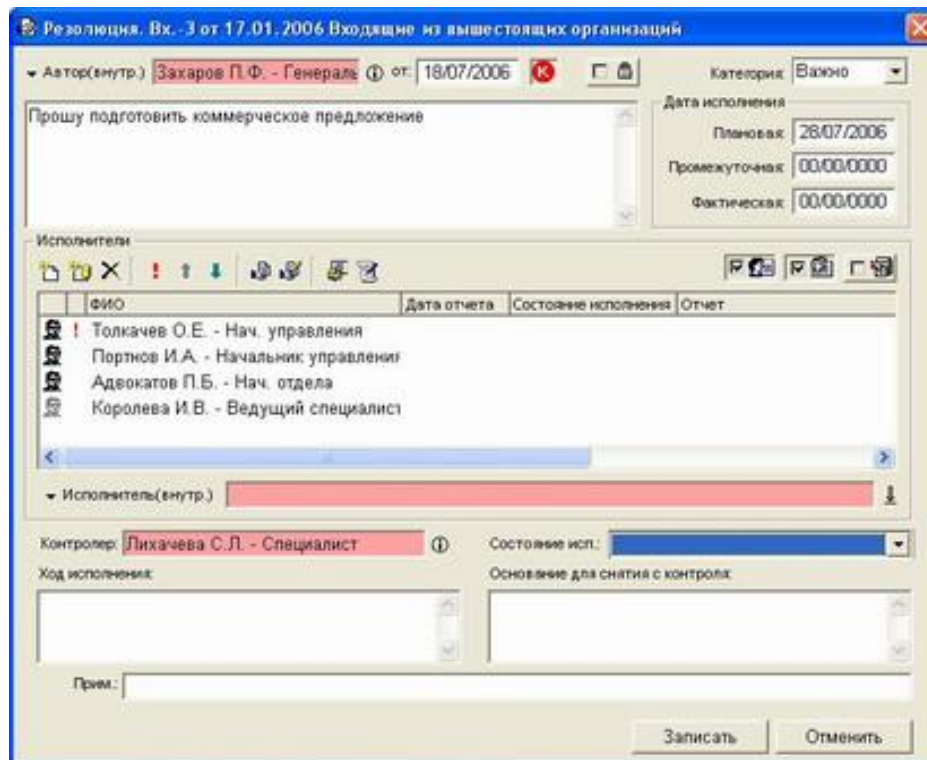 Резолюция. Вх.-3 от 17.01.2006 Входящие из вышестоящих организаций
Автор(внутр.) Захаров П.Ф. - Генераль от: 18/07/2006 К Категория: Важно
Прошу подготовить коммерческое предложение
Дата исполнения
Плановая: 28/07/2006
Промежуточная: 00/00/0000
Фактическая: 00/00/0000
Исполнители
ФИО Дата отчета Состояние исполнения Отчет
! Толкачев О.Е. - Нач. управления
Портнов И.А. - Начальник управления
Адвокатов П.Б. - Нач. отдела
Королева И.В. - Ведущий специалист
Исполнитель(внутр.)
Контролер: Лихачева С.Л. - Специалист Состояние исп.:
Ход исполнения: Основание для снятия с контроля:
Прим.:
Записать Отменить